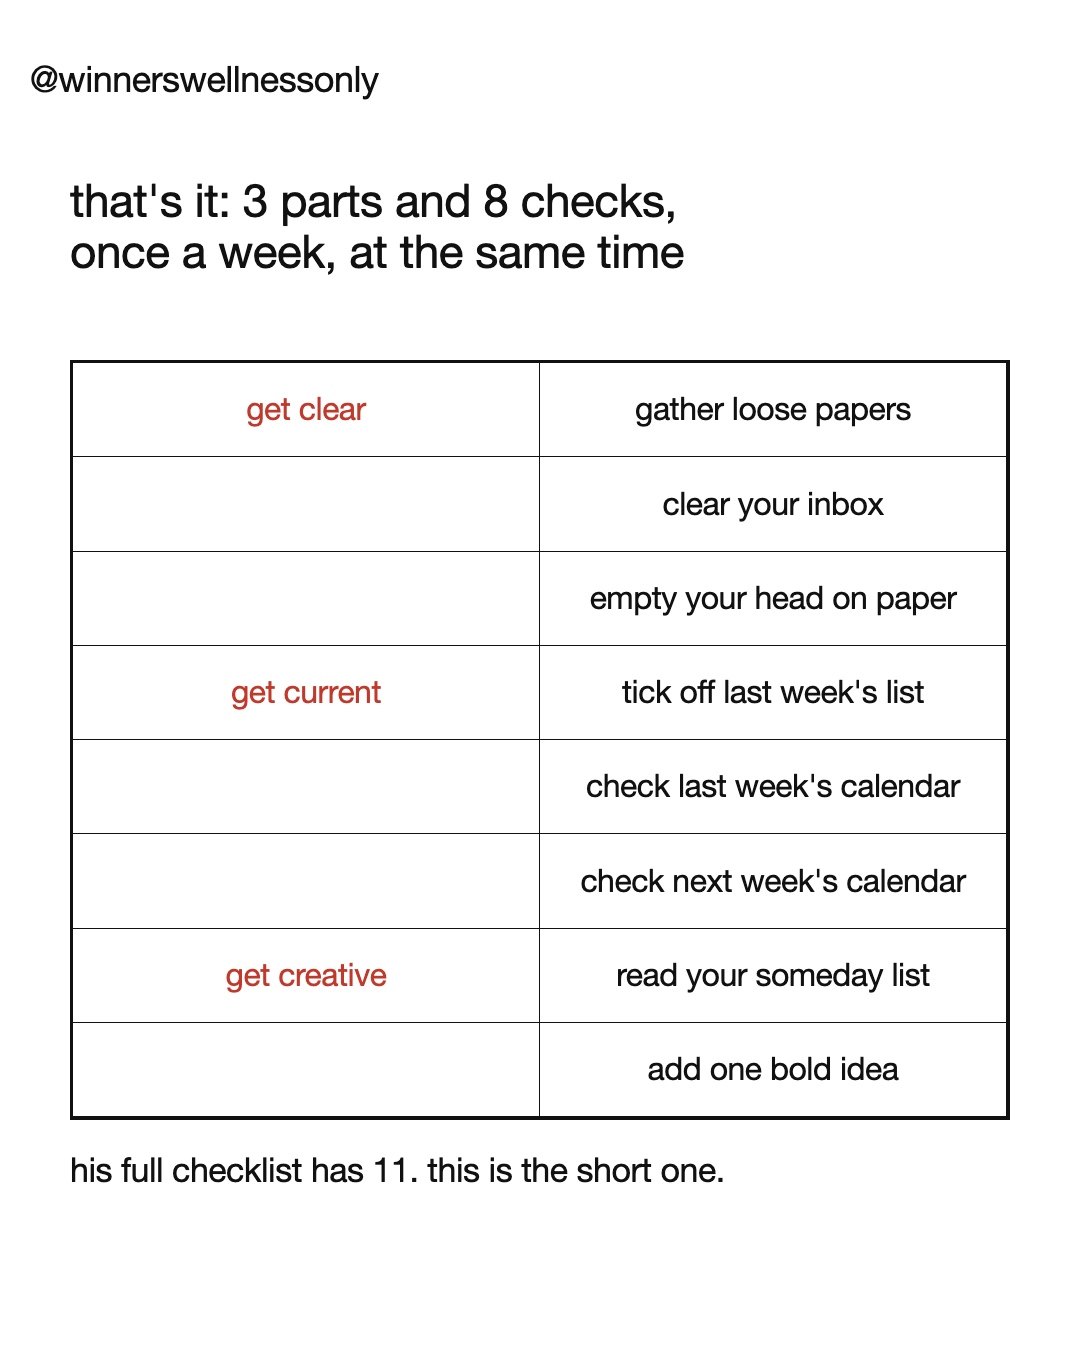 @winnerswellnessonly
that's it: 3 parts and 8 checks,
once a week, at the same time
get clear
gather loose papers
clear your inbox
empty your head on paper
get current
tick off last week's list
check last week's calendar
check next week's calendar
get creative
read your someday list
add one bold idea
his full checklist has 11. this is the short one.